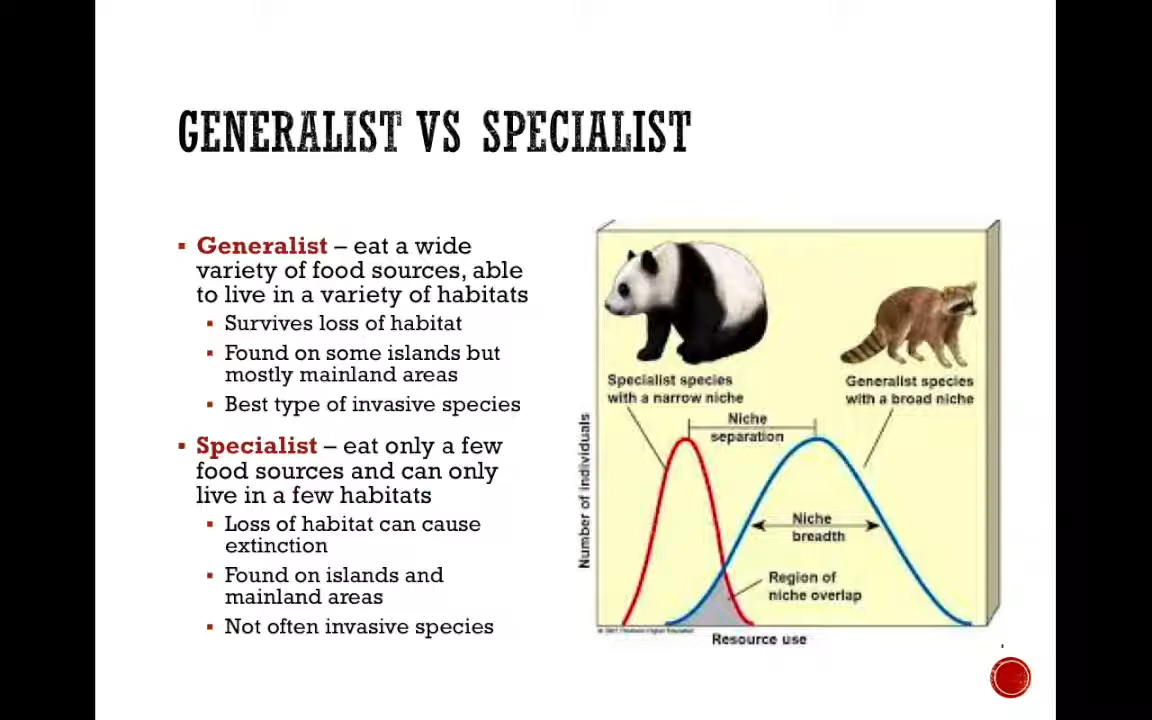 GENERALIST VS SPECIALIST
▪ Generalist – eat a wide
variety of food sources, able
to live in a variety of habitats
▪ Survives loss of habitat
▪ Found on some islands but
mostly mainland areas
▪ Best type of invasive species
▪ Specialist – eat only a few
food sources and can only
live in a few habitats
▪ Loss of habitat can cause
extinction
▪ Found on islands and
mainland areas
▪ Not often invasive species
Specialist species
with a narrow niche
Generalist species
with a broad niche
Niche
separation
Number of individuals
Niche
breadth
Region of
niche overlap
Resource use